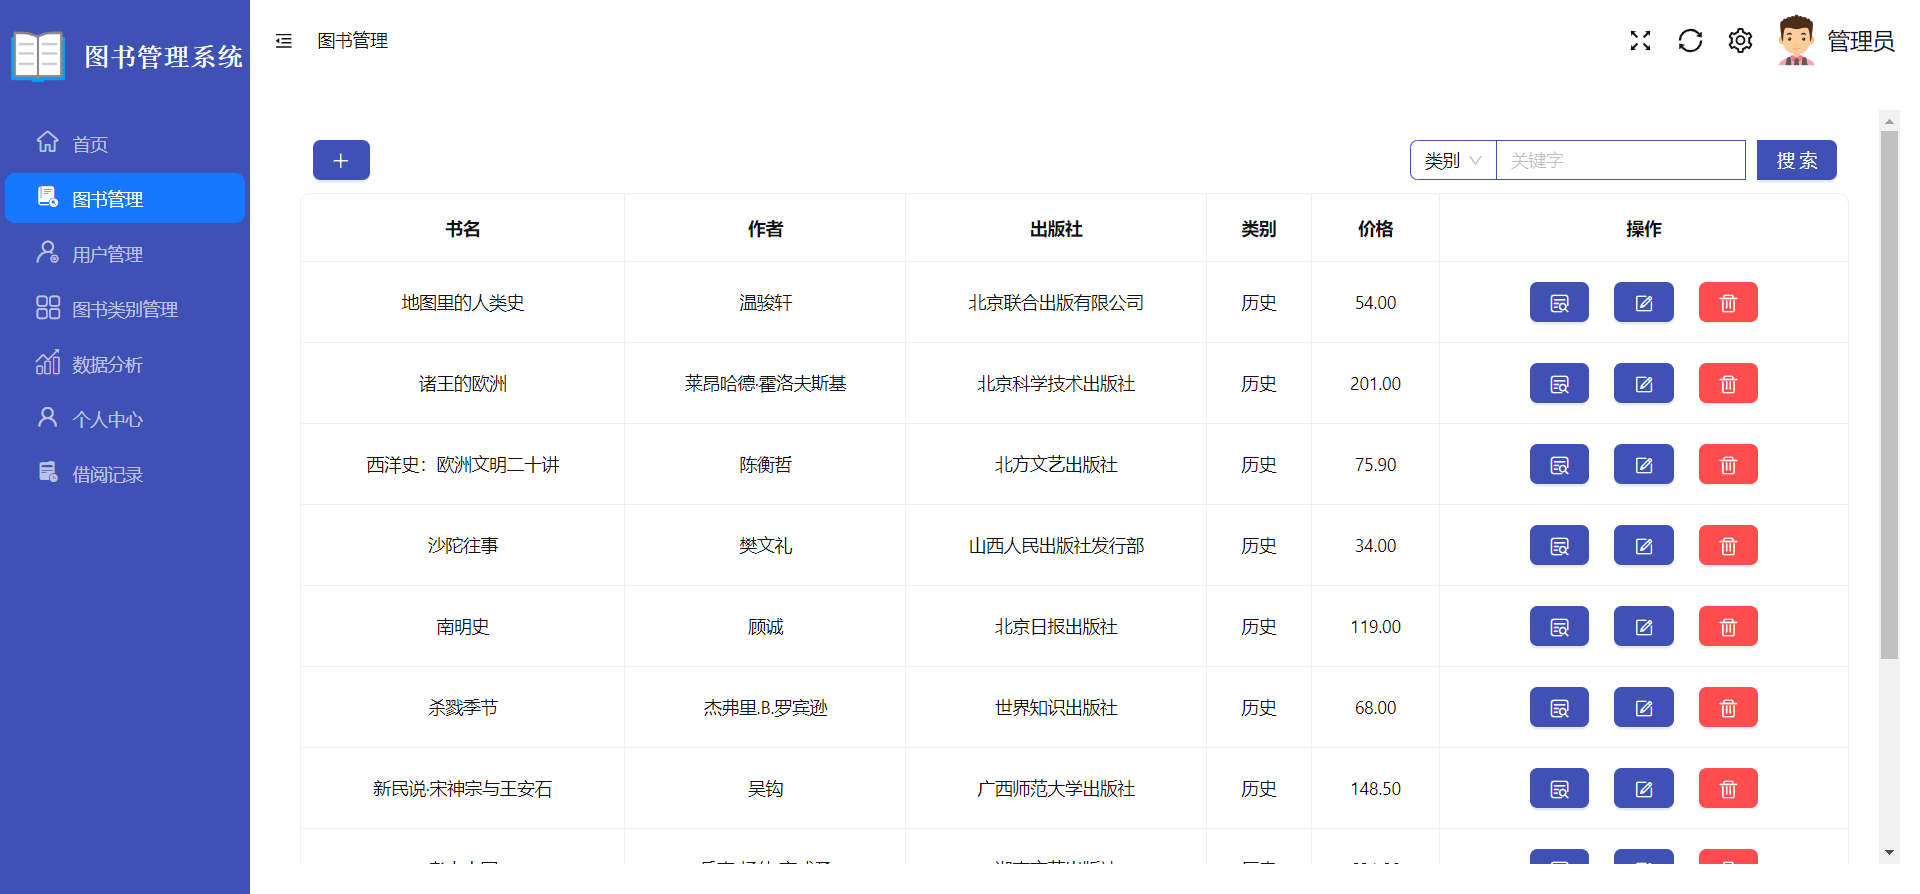 图书管理系统
图书管理
管理员
首页
图书管理
用户管理
图书类别管理
数据分析
个人中心
借阅记录
类别 关键字 搜索
书名 作者 出版社 类别 价格 操作
地图里的人类史 温骏轩 北京联合出版有限公司 历史 54.00
诸王的欧洲 莱昂哈德·霍洛夫斯基 北京科学技术出版社 历史 201.00
西洋史：欧洲文明二十讲 陈衡哲 北方文艺出版社 历史 75.90
沙陀往事 樊文礼 山西人民出版社发行部 历史 34.00
南明史 顾诚 北京日报出版社 历史 119.00
杀戮季节 杰弗里.B.罗宾逊 世界知识出版社 历史 68.00
新民说·宋神宗与王安石 吴钩 广西师范大学出版社 历史 148.50